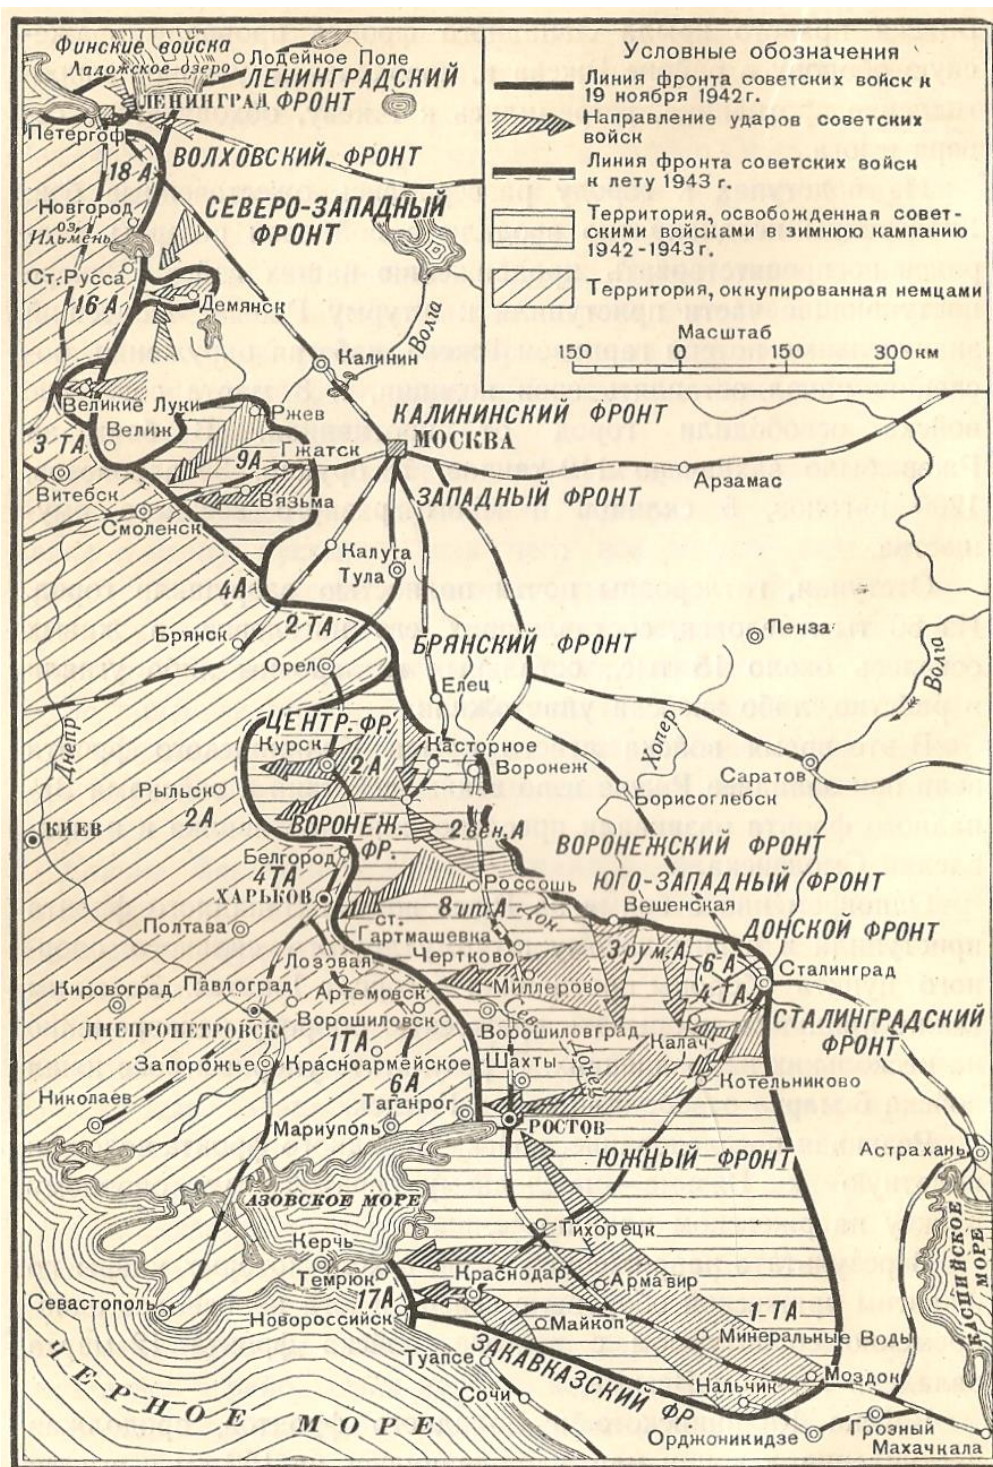 Финские войска
Ладожское-озеро
Лодейное Поле
ЛЕНИНГРАДСКИЙ
ФРОНТ
ЛЕНИНГРАД
Петергоф
18 А
ВОЛХОВСКИЙ ФРОНТ
Новгород
оз.
Ильмень
СЕВЕРО-ЗАПАДНЫЙ
ФРОНТ
Ст. Русса
16 А
Демянск
Волга
Калинин
Условные обозначения
Линия фронта советских войск к
19 ноября 1942г.
Направление ударов советских
войск
Линия фронта советских войск
к лету 1943 г.
Территория, освобожденная совет-
скими войсками в зимнюю кампанию
1942-1943 г.
Территория, оккупированная немцами
Масштаб
150 0 150 300 км
Великие Луки
Ржев
Велиж
3 ТА
9А
Гжатск
Витебск
Вязьма
Смоленск
КАЛИНИНСКИЙ ФРОНТ
МОСКВА
ЗАПАДНЫЙ ФРОНТ
Арзамас
Калуга
Тула
4А
2 ТА
Брянск
Орел
БРЯНСКИЙ ФРОНТ
Пенза
Волга
Елец
Днепр
ЦЕНТР. ФР.
Курск
2 А
Касторное
Воронеж
Хопер
Саратов
Борисоглебск
Рыльск
2А
КИЕВ
ВОРОНЕЖ.
ФР.
2 вен. А
ВОРОНЕЖСКИЙ ФРОНТ
Белгород
4ТА
ХАРЬКОВ
Россошь
8 ит. А
Дон
ЮГО-ЗАПАДНЫЙ ФРОНТ
Вешенская
Полтава
ст.
Гартмашевка
Чертково
3 рум. А
ДОНСКОЙ ФРОНТ
6 А
4 ТА
Сталинград
Лозовая
Кировоград
Павлоград
Артемовск
Миллерово
ДНЕПРОПЕТРОВСК
Ворошиловск
Сев. Донец
Ворошиловград
Калач
СТАЛИНГРАДСКИЙ
ФРОНТ
1ТА
Запорожье
Красноармейское
Шахты
6А
Котельниково
Николаев
Таганрог
Мариуполь
РОСТОВ
ЮЖНЫЙ ФРОНТ
Астрахань
АЗОВСКОЕ МОРЕ
Керчь
Тихорецк
Темрюк
Краснодар
Армавир
Севастополь
17А
Новороссийск
Майкоп
1-ТА
Минеральные Воды
КАСПИЙСКОЕ
МОРЕ
Туапсе
ЗАКАВКАЗСКИЙ ФР.
Нальчик
Моздок
ЧЕРНОЕ МОРЕ
Сочи
Орджоникидзе
Грозный
Махачкала